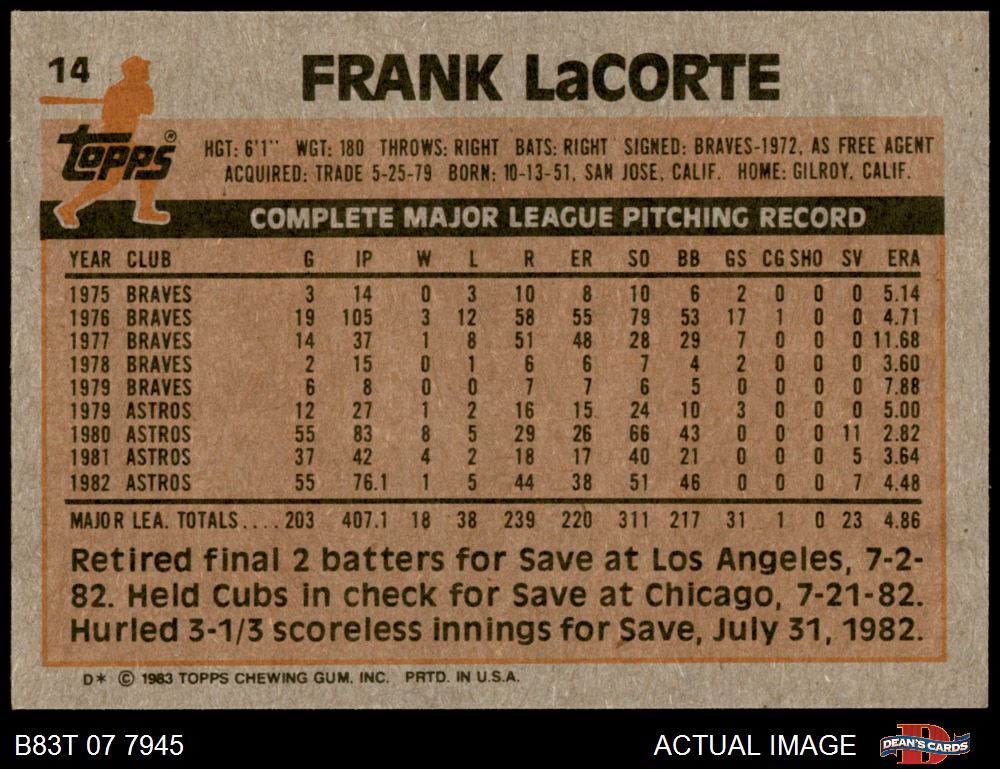 14
FRANK LaCORTE
Topps®
HGT: 6'1" WGT: 180 THROWS: RIGHT BATS: RIGHT SIGNED: BRAVES-1972, AS FREE AGENT
ACQUIRED: TRADE 5-25-79 BORN: 10-13-51, SAN JOSE, CALIF. HOME: GILROY, CALIF.
COMPLETE MAJOR LEAGUE PITCHING RECORD
YEAR CLUB G IP W L R ER SO BB GS CG SHO SV ERA
1975 BRAVES 3 14 0 3 10 8 10 6 2 0 0 0 5.14
1976 BRAVES 19 105 3 12 58 55 79 53 17 1 0 0 4.71
1977 BRAVES 14 37 1 8 51 48 28 29 7 0 0 0 11.68
1978 BRAVES 2 15 0 1 6 6 7 4 2 0 0 0 3.60
1979 BRAVES 6 8 0 0 7 7 6 5 0 0 0 0 7.88
1979 ASTROS 12 27 1 2 16 15 24 10 3 0 0 0 5.00
1980 ASTROS 55 83 8 5 29 26 66 43 0 0 0 11 2.82
1981 ASTROS 37 42 4 2 18 17 40 21 0 0 0 5 3.64
1982 ASTROS 55 76.1 1 5 44 38 51 46 0 0 0 7 4.48
MAJOR LEA. TOTALS.... 203 407.1 18 38 239 220 311 217 31 1 0 23 4.86
Retired final 2 batters for Save at Los Angeles, 7-2-
82. Held Cubs in check for Save at Chicago, 7-21-82.
Hurled 3-1/3 scoreless innings for Save, July 31, 1982.
D* © 1983 TOPPS CHEWING GUM, INC. PRTD. IN U.S.A.
B83T 07 7945
ACTUAL IMAGE
DEAN'S CARDS